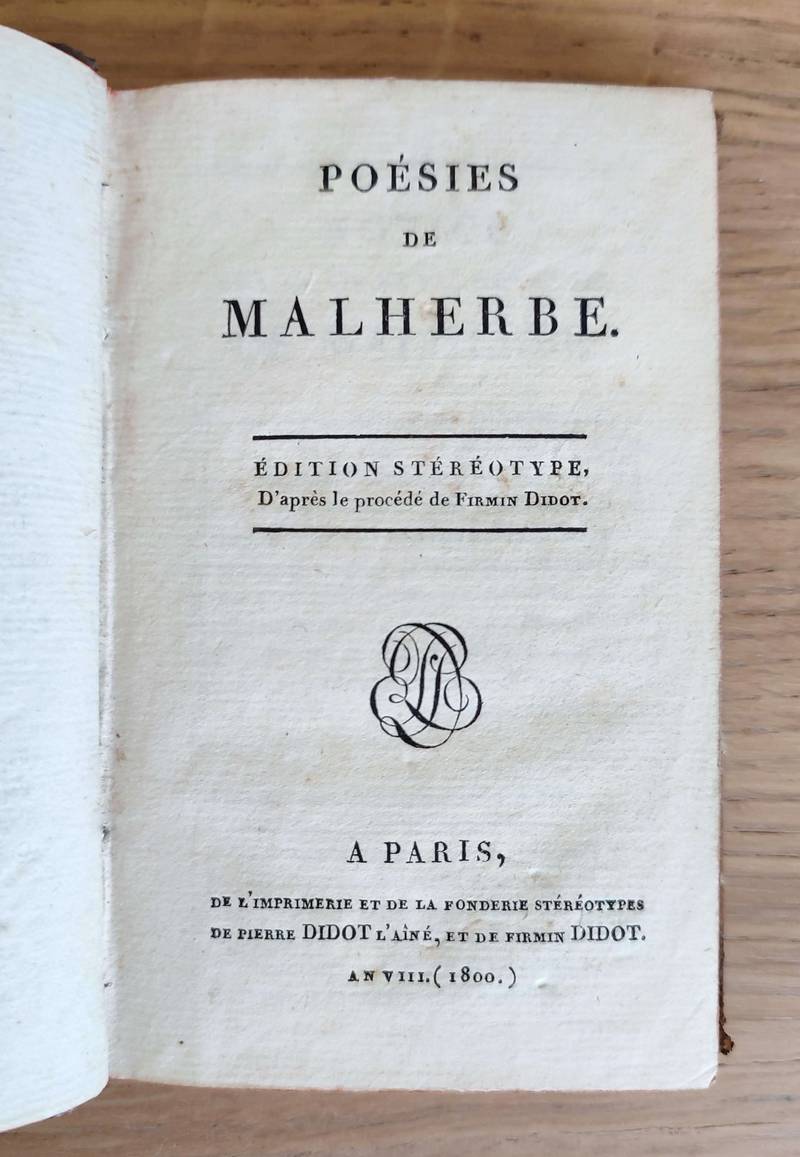 POÉSIES
DE
MALHERBE.
ÉDITION STÉRÉOTYPE,
D'après le procédé de FIRMIN DIDOT.
A PARIS,
DE L'IMPRIMERIE ET DE LA FONDERIE STÉRÉOTYPES
DE PIERRE DIDOT L'AÎNÉ, ET DE FIRMIN DIDOT.
AN VIII. (1800.)